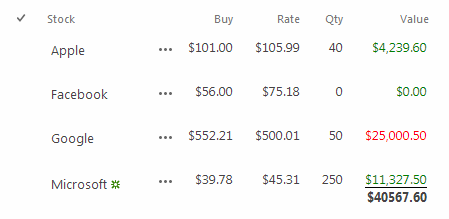 ✓ Stock Buy Rate Qty Value
Apple ••• $101.00 $105.99 40 $4,239.60
Facebook ••• $56.00 $75.18 0 $0.00
Google ••• $552.21 $500.01 50 $25,000.50
Microsoft ••• $39.78 $45.31 250 $11,327.50
$40567.60